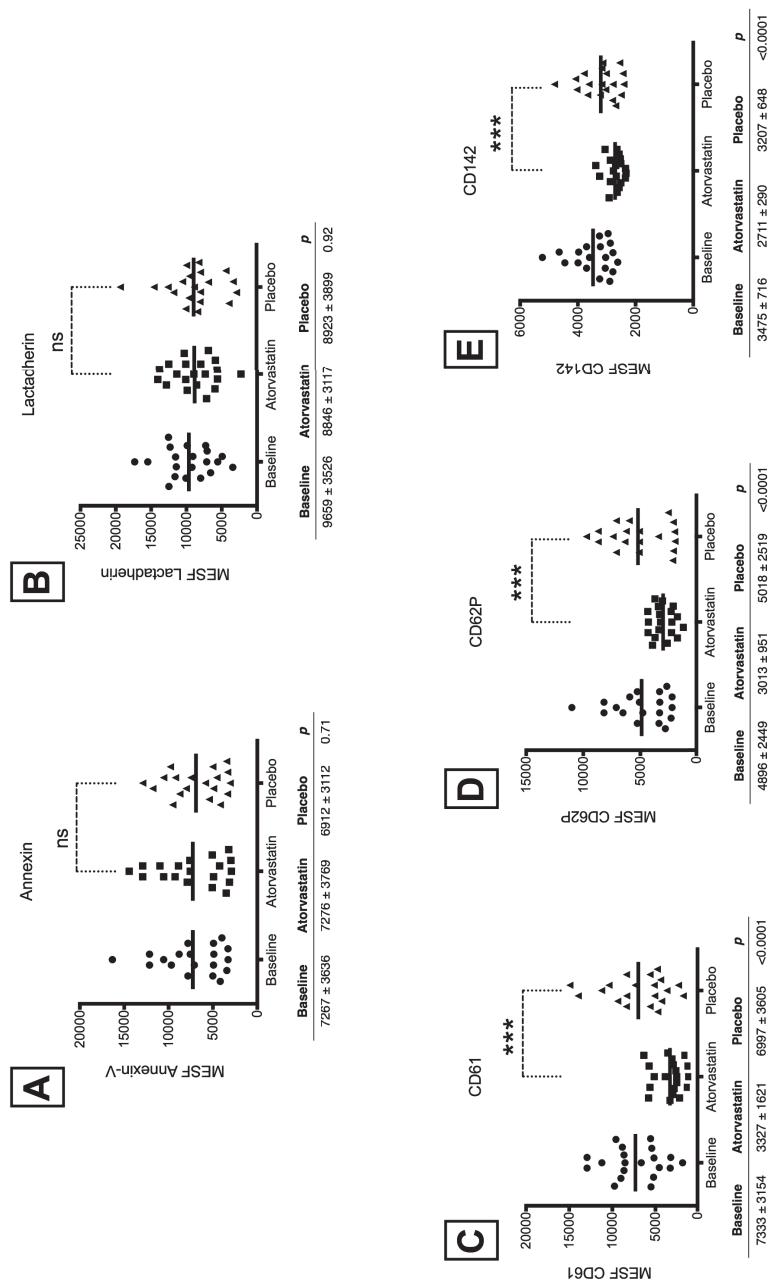 A
Annexin
ns
MESF Annexin-V
20000
15000
10000
5000
0
Baseline Atorvastatin Placebo
Baseline Atorvastatin Placebo p
7267 ± 3636 7276 ± 3769 6912 ± 3112 0.71
B
Lactadherin
ns
MESF Lactadherin
25000
20000
15000
10000
5000
0
Baseline Atorvastatin Placebo
Baseline Atorvastatin Placebo p
9659 ± 3526 8846 ± 3117 8923 ± 3899 0.92
C
CD61
***
MESF CD61
20000
15000
10000
5000
0
Baseline Atorvastatin Placebo
Baseline Atorvastatin Placebo p
7333 ± 3154 3327 ± 1621 6997 ± 3605 <0.0001
D
CD62P
***
MESF CD62P
15000
10000
5000
0
Baseline Atorvastatin Placebo
Baseline Atorvastatin Placebo p
4896 ± 2449 3013 ± 951 5018 ± 2519 <0.0001
E
CD142
***
MESF CD142
6000
4000
2000
0
Baseline Atorvastatin Placebo
Baseline Atorvastatin Placebo p
3475 ± 716 2711 ± 290 3207 ± 648 <0.0001